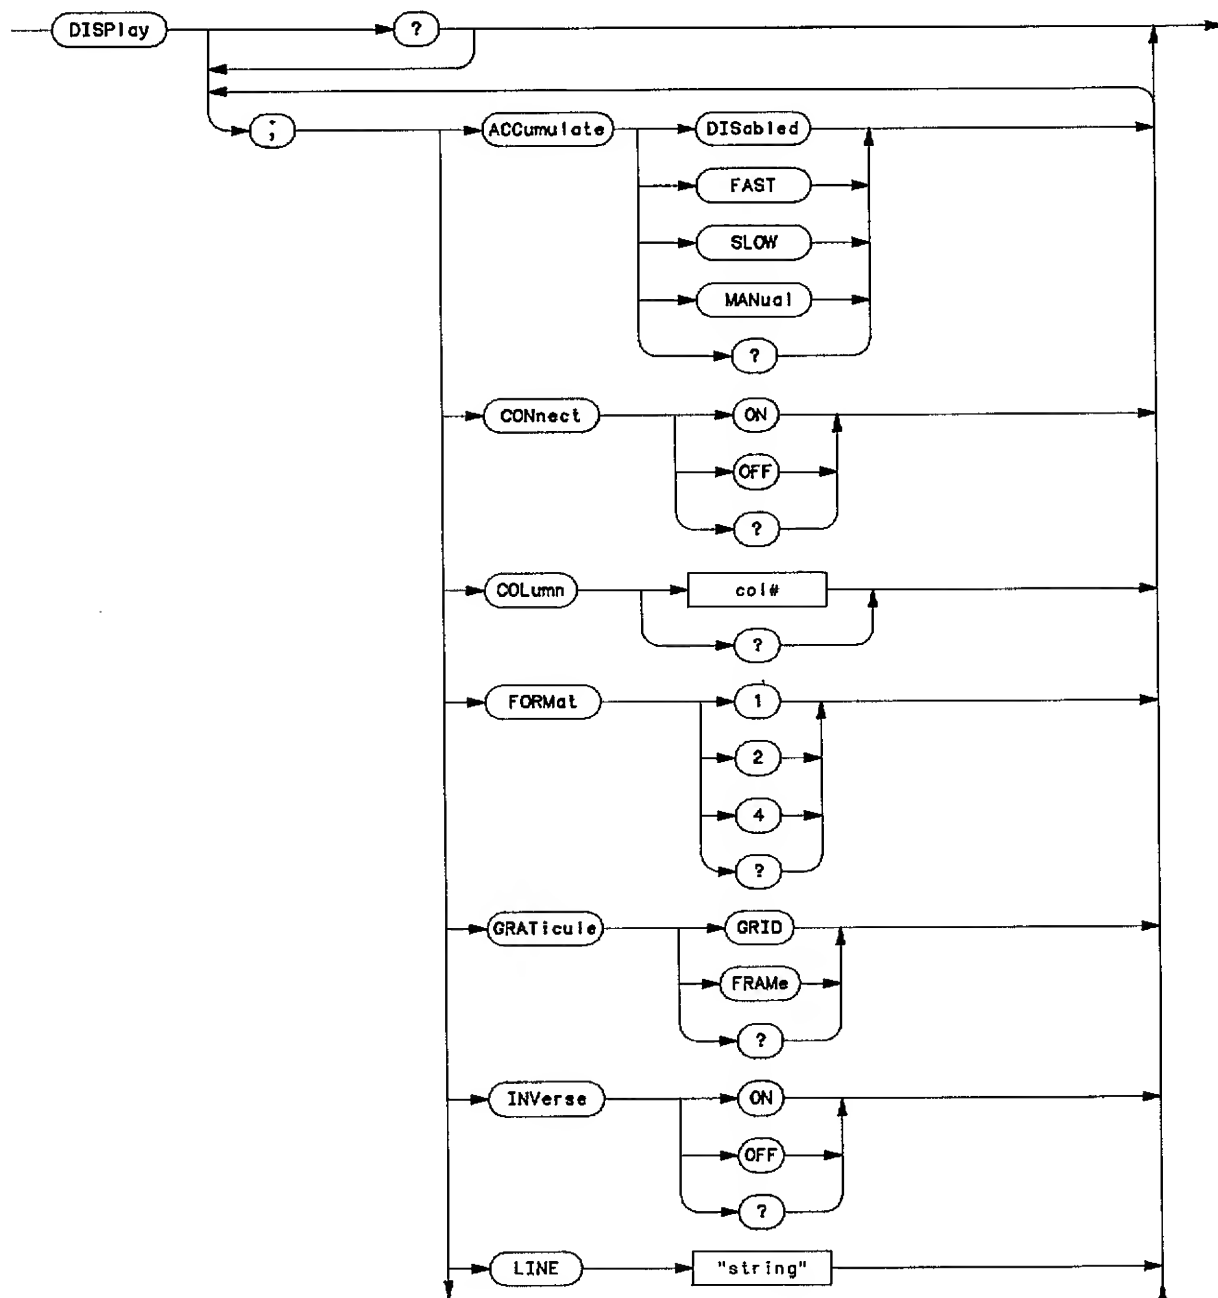 DISPlay ?
;
ACCumulate DISabled
FAST
SLOW
MANual
?
CONnect ON
OFF
?
COLumn col#
?
FORMat 1
2
4
?
GRATicule GRID
FRAMe
?
INVerse ON
OFF
?
LINE "string"